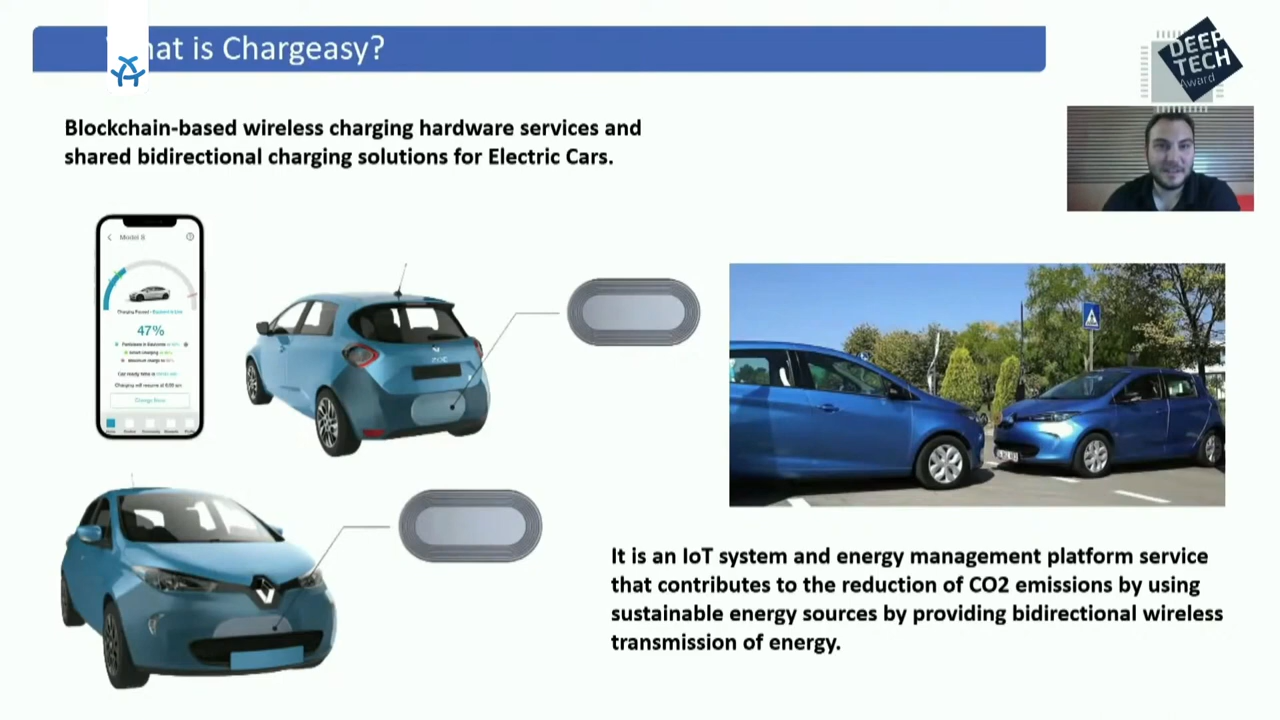 hat is Chargeasy?
DEEP
TECH
Award
Blockchain-based wireless charging hardware services and
shared bidirectional charging solutions for Electric Cars.
47%
It is an IoT system and energy management platform service
that contributes to the reduction of CO2 emissions by using
sustainable energy sources by providing bidirectional wireless
transmission of energy.